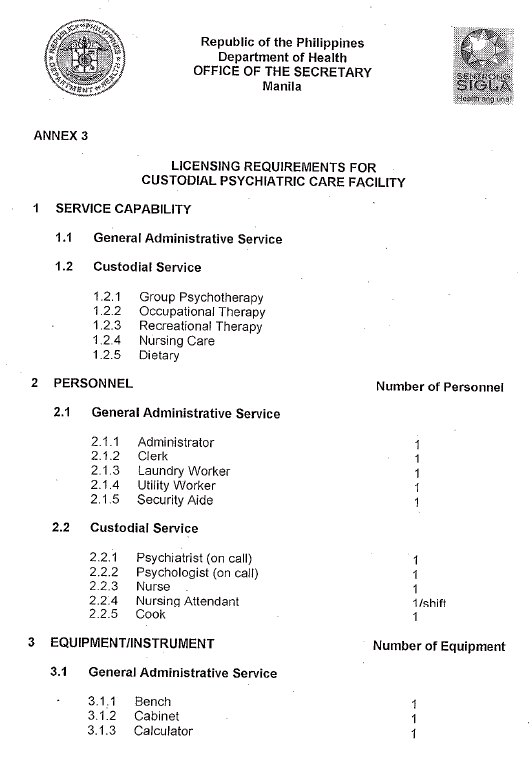 REPUBLIC OF THE PHILIPPINES
DEPARTMENT OF HEALTH
Republic of the Philippines
Department of Health
OFFICE OF THE SECRETARY
Manila
SENTRONG
SIGLA
Health ang una!
ANNEX 3
LICENSING REQUIREMENTS FOR
CUSTODIAL PSYCHIATRIC CARE FACILITY
1 SERVICE CAPABILITY
1.1 General Administrative Service
1.2 Custodial Service
1.2.1 Group Psychotherapy
1.2.2 Occupational Therapy
1.2.3 Recreational Therapy
1.2.4 Nursing Care
1.2.5 Dietary
2 PERSONNEL Number of Personnel
2.1 General Administrative Service
2.1.1 Administrator 1
2.1.2 Clerk 1
2.1.3 Laundry Worker 1
2.1.4 Utility Worker 1
2.1.5 Security Aide 1
2.2 Custodial Service
2.2.1 Psychiatrist (on call) 1
2.2.2 Psychologist (on call) 1
2.2.3 Nurse 1
2.2.4 Nursing Attendant 1/shift
2.2.5 Cook 1
3 EQUIPMENT/INSTRUMENT Number of Equipment
3.1 General Administrative Service
3.1.1 Bench 1
3.1.2 Cabinet 1
3.1.3 Calculator 1